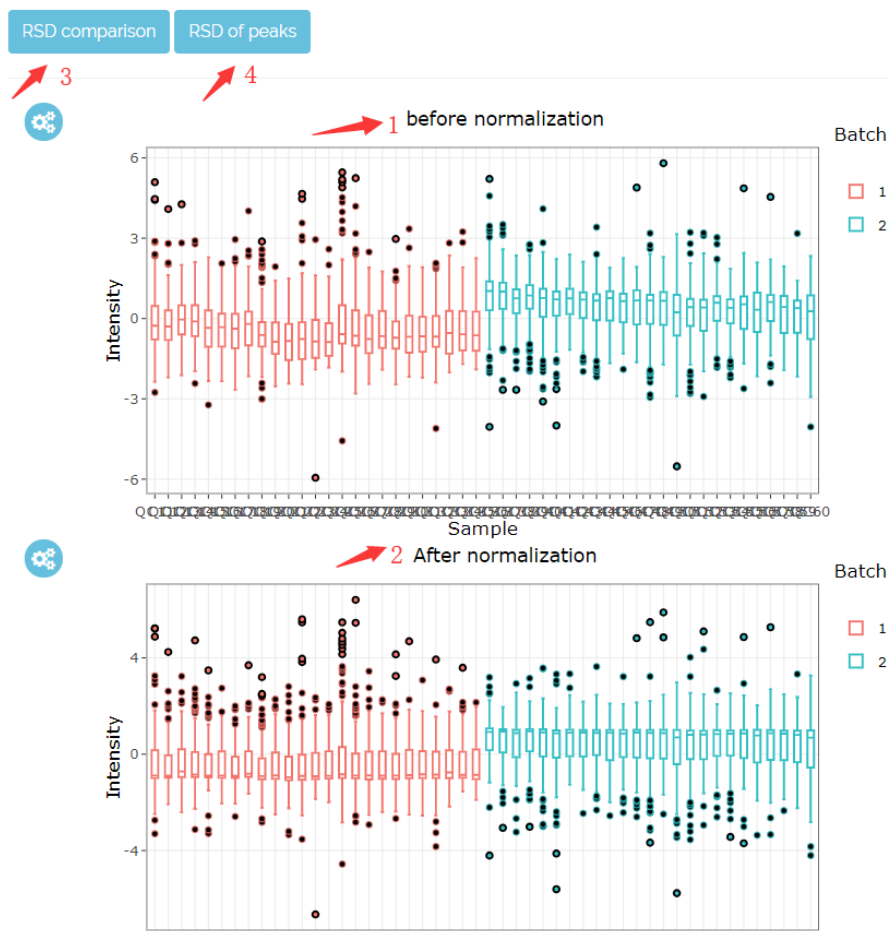 RSD comparison
RSD of peaks
3
4
1 before normalization
Batch
1
2
6
3
0
-3
-6
Intensity
Sample
2 After normalization
Batch
1
2
4
0
-4
Intensity